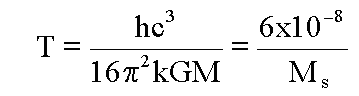 T = hc³ / 16π²kGM = 6x10⁻⁸ / Mₛ